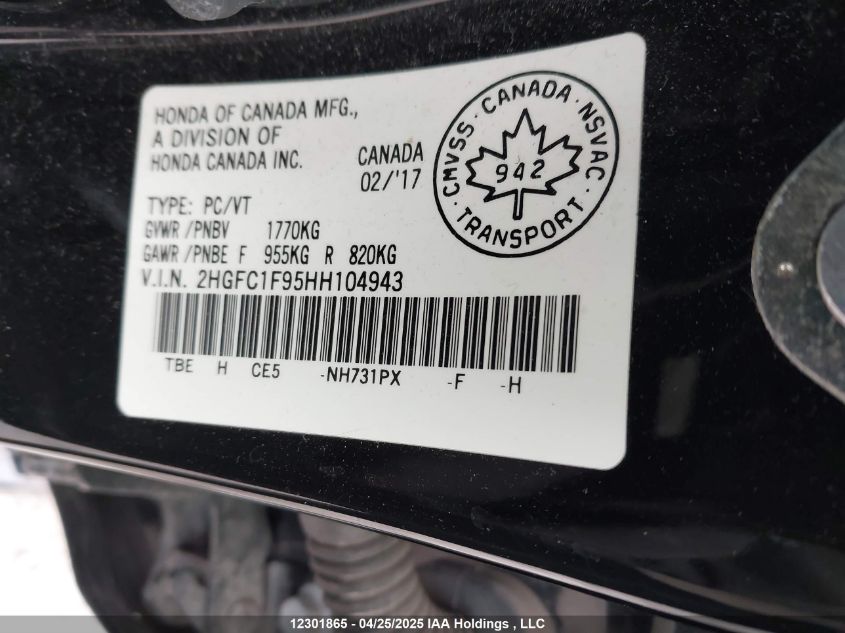 HONDA OF CANADA MFG.,
A DIVISION OF
HONDA CANADA INC.
CANADA
02/'17
CMVSS · CANADA · NSVAC
942
· TRANSPORT ·
TYPE: PC/VT
GVWR /PNBV 1770KG
GAWR /PNBE F 955KG R 820KG
V.I.N. 2HGFC1F95HH104943
TBE H CE5 -NH731PX -F -H
12301865 - 04/25/2025 IAA Holdings , LLC